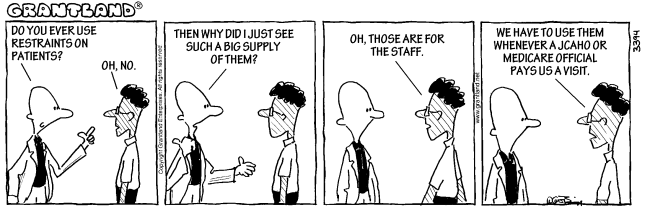 GRANTLAND®
DO YOU EVER USE
RESTRAINTS ON
PATIENTS?
OH, NO.
Copyright Grantland Enterprises. All rights reserved
THEN WHY DID I JUST SEE
SUCH A BIG SUPPLY
OF THEM?
OH, THOSE ARE FOR
THE STAFF.
www.grantland.net
WE HAVE TO USE THEM
WHENEVER A JCAHO OR
MEDICARE OFFICIAL
PAYS US A VISIT.
3394